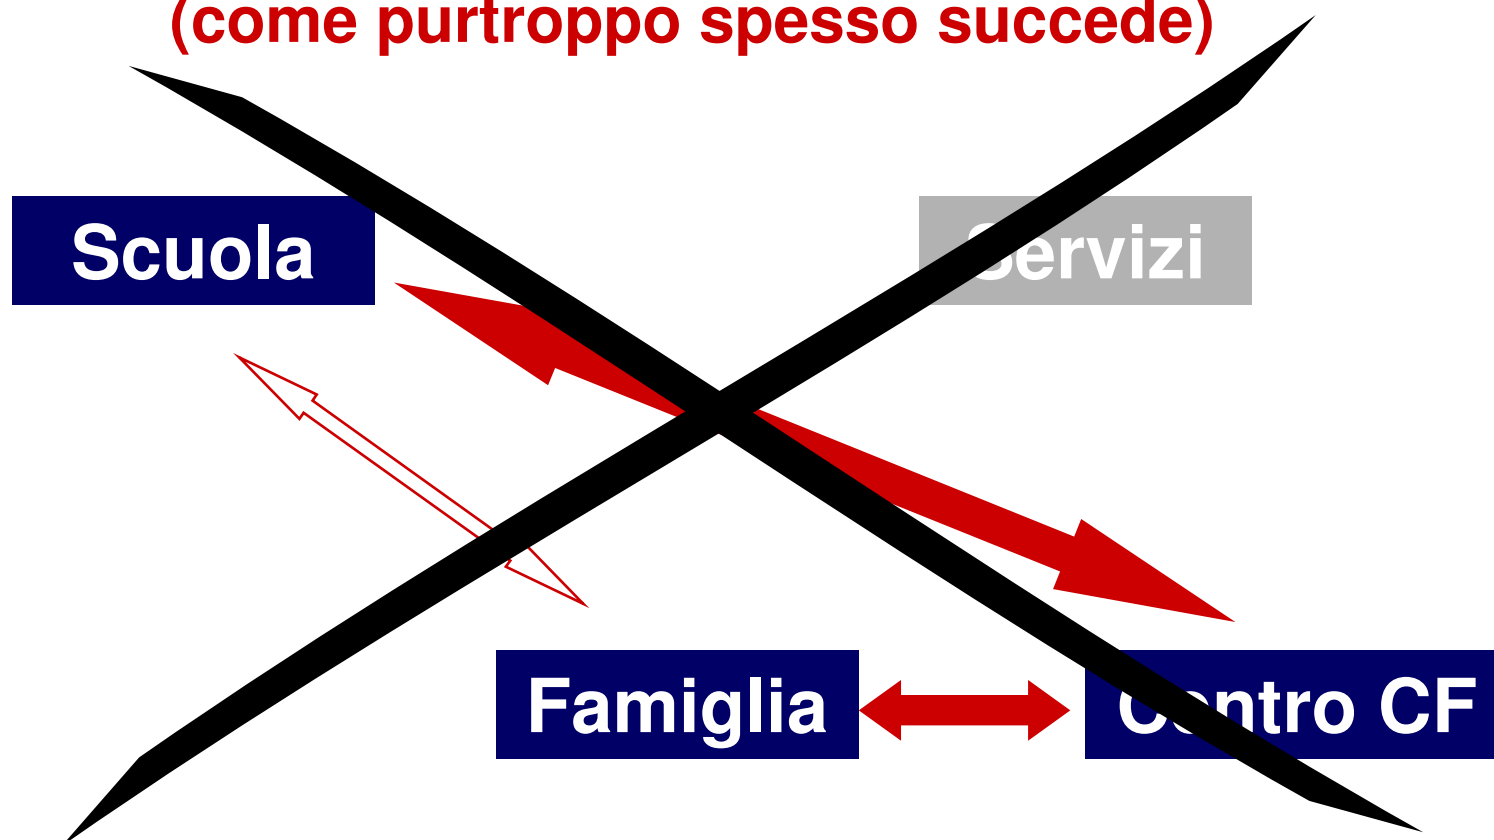 (come purtroppo spesso succede)
Scuola
Servizi
Famiglia
Centro CF